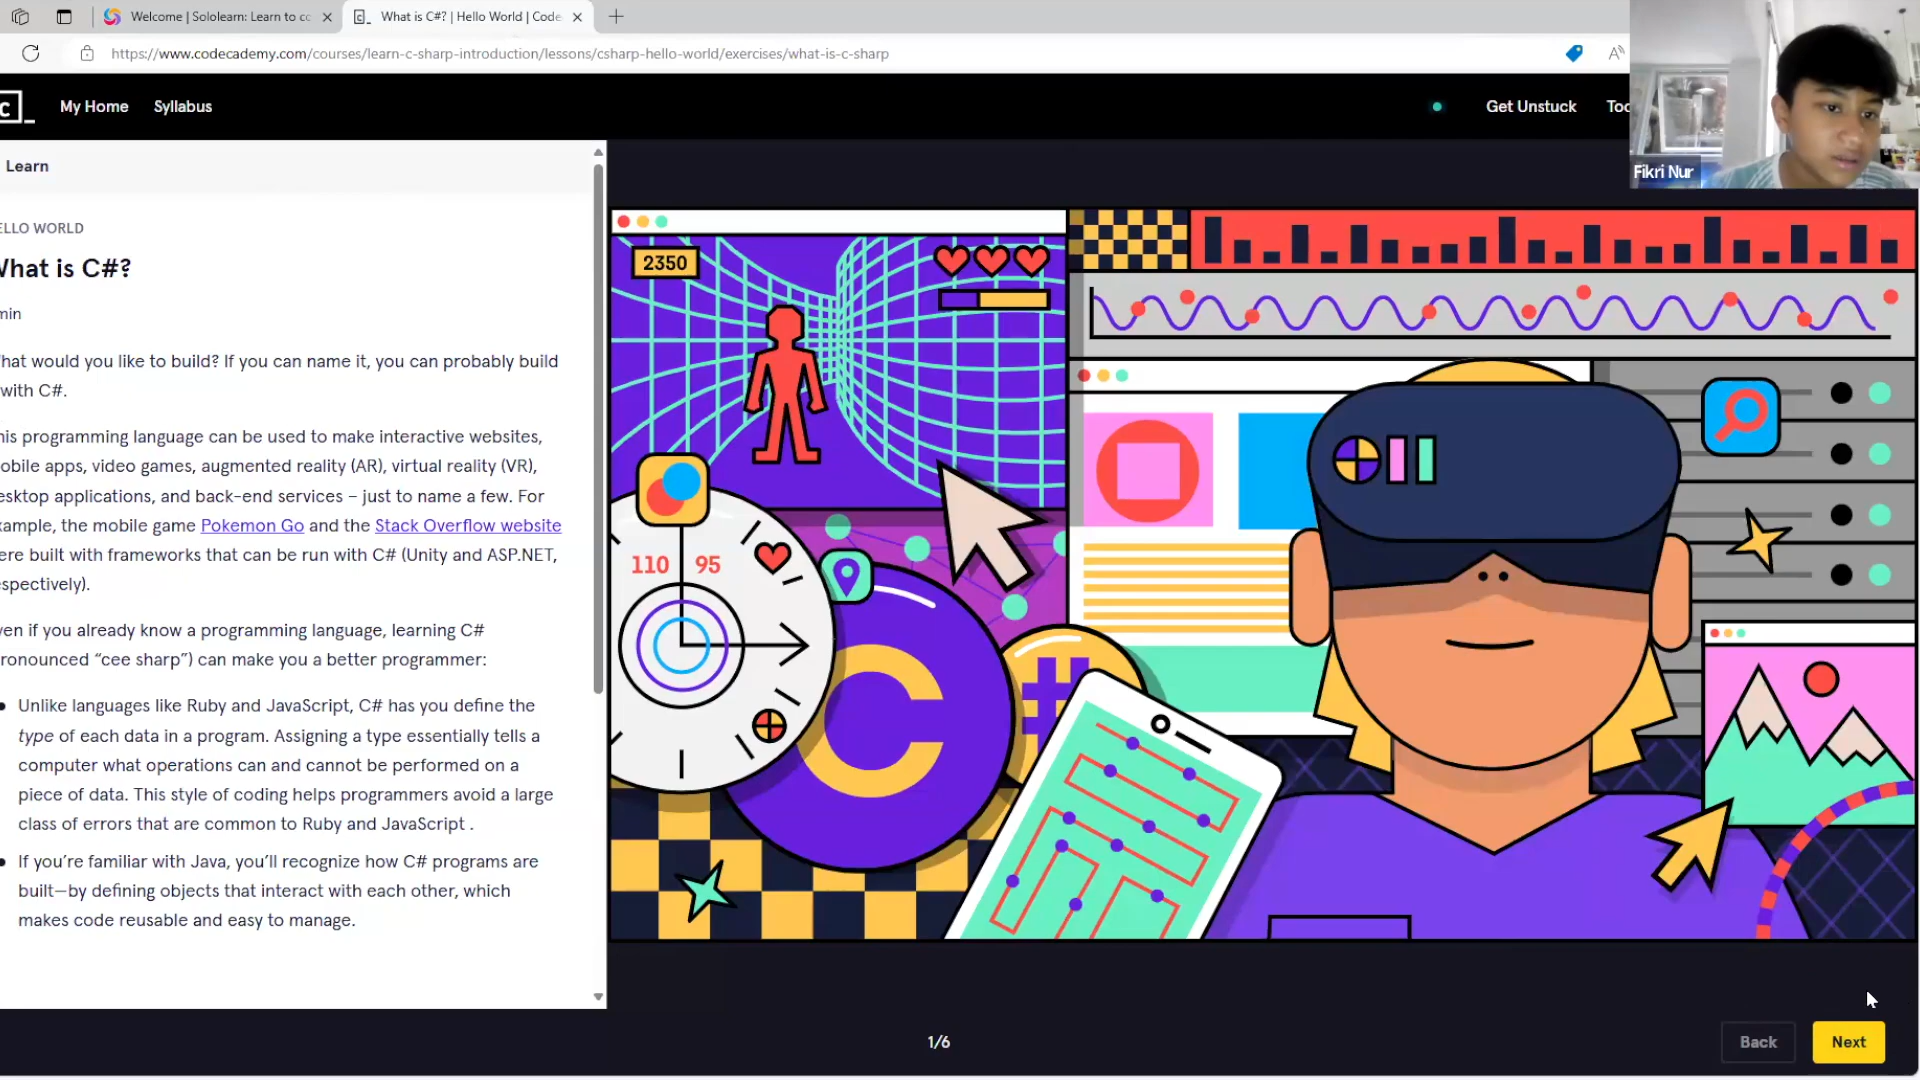 Welcome | Sololearn: Learn to co
What is C#? | Hello World | Code
https://www.codecademy.com/courses/learn-c-sharp-introduction/lessons/csharp-hello-world/exercises/what-is-c-sharp
c_ My Home Syllabus Get Unstuck Too
Fikri Nur
Learn
ELLO WORLD
What is C#?
min
hat would you like to build? If you can name it, you can probably build
with C#.
his programming language can be used to make interactive websites,
obile apps, video games, augmented reality (AR), virtual reality (VR),
esktop applications, and back-end services – just to name a few. For
xample, the mobile game Pokemon Go and the Stack Overflow website
ere built with frameworks that can be run with C# (Unity and ASP.NET,
espectively).
ven if you already know a programming language, learning C#
ronounced “cee sharp”) can make you a better programmer:
Unlike languages like Ruby and JavaScript, C# has you define the
type of each data in a program. Assigning a type essentially tells a
computer what operations can and cannot be performed on a
piece of data. This style of coding helps programmers avoid a large
class of errors that are common to Ruby and JavaScript .
If you’re familiar with Java, you’ll recognize how C# programs are
built—by defining objects that interact with each other, which
makes code reusable and easy to manage.
2350
110 95
C #
1/6
Back Next